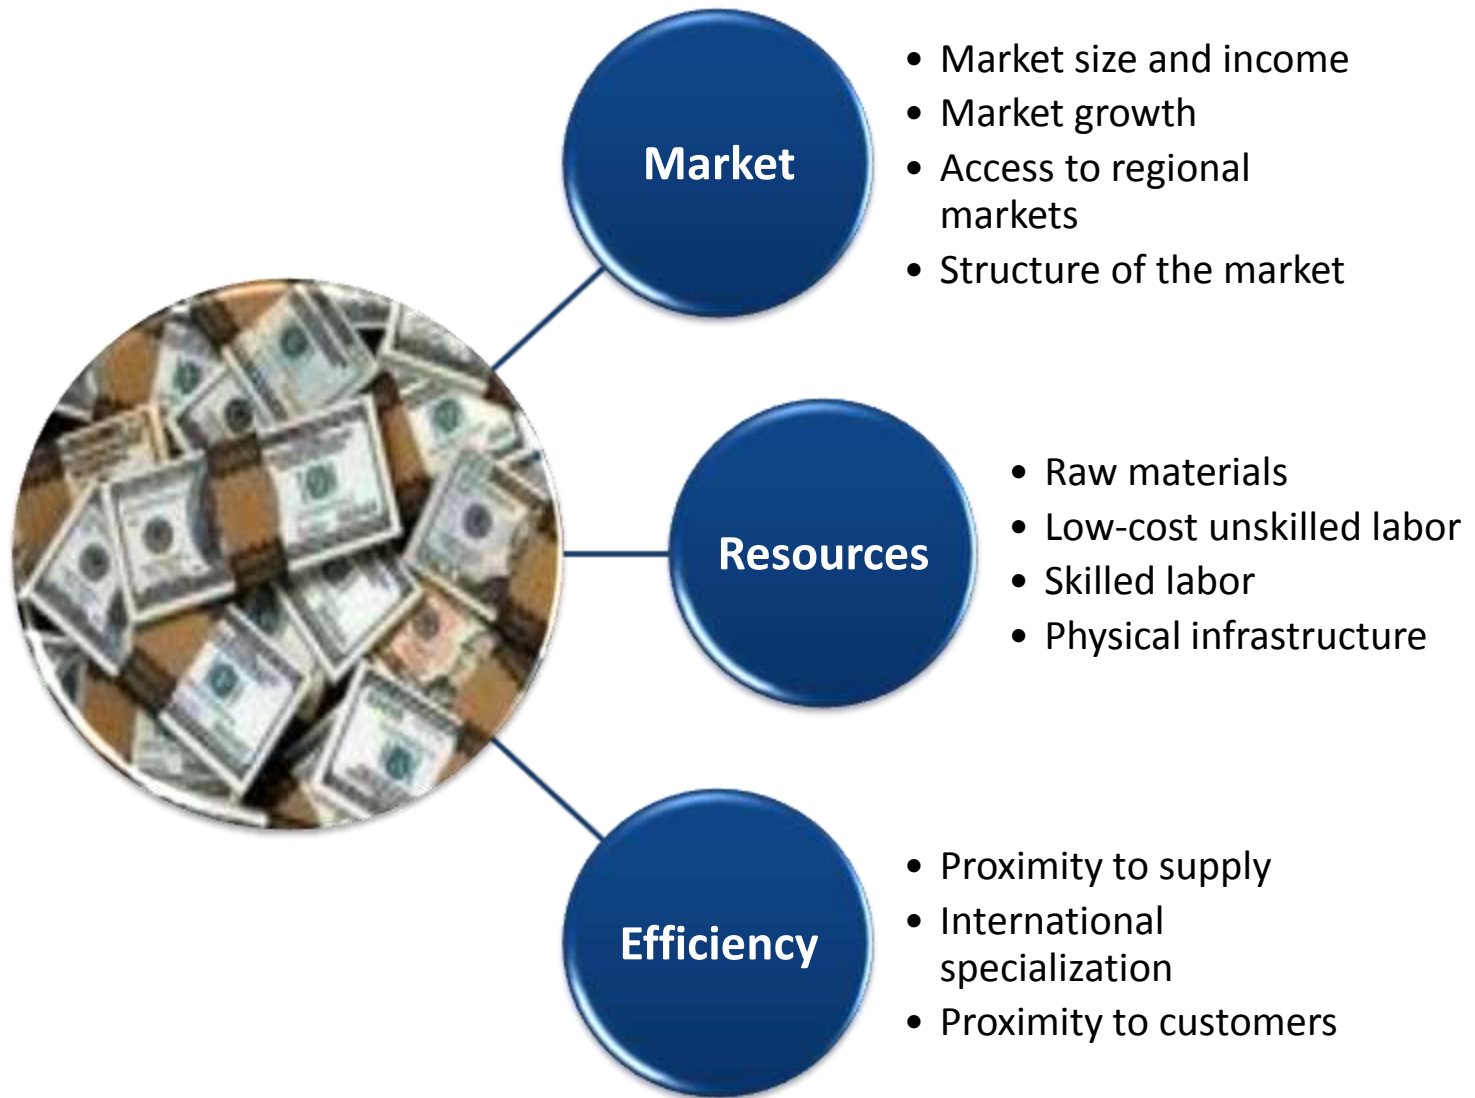 Market
• Market size and income
• Market growth
• Access to regional
markets
• Structure of the market
Resources
• Raw materials
• Low-cost unskilled labor
• Skilled labor
• Physical infrastructure
Efficiency
• Proximity to supply
• International
specialization
• Proximity to customers